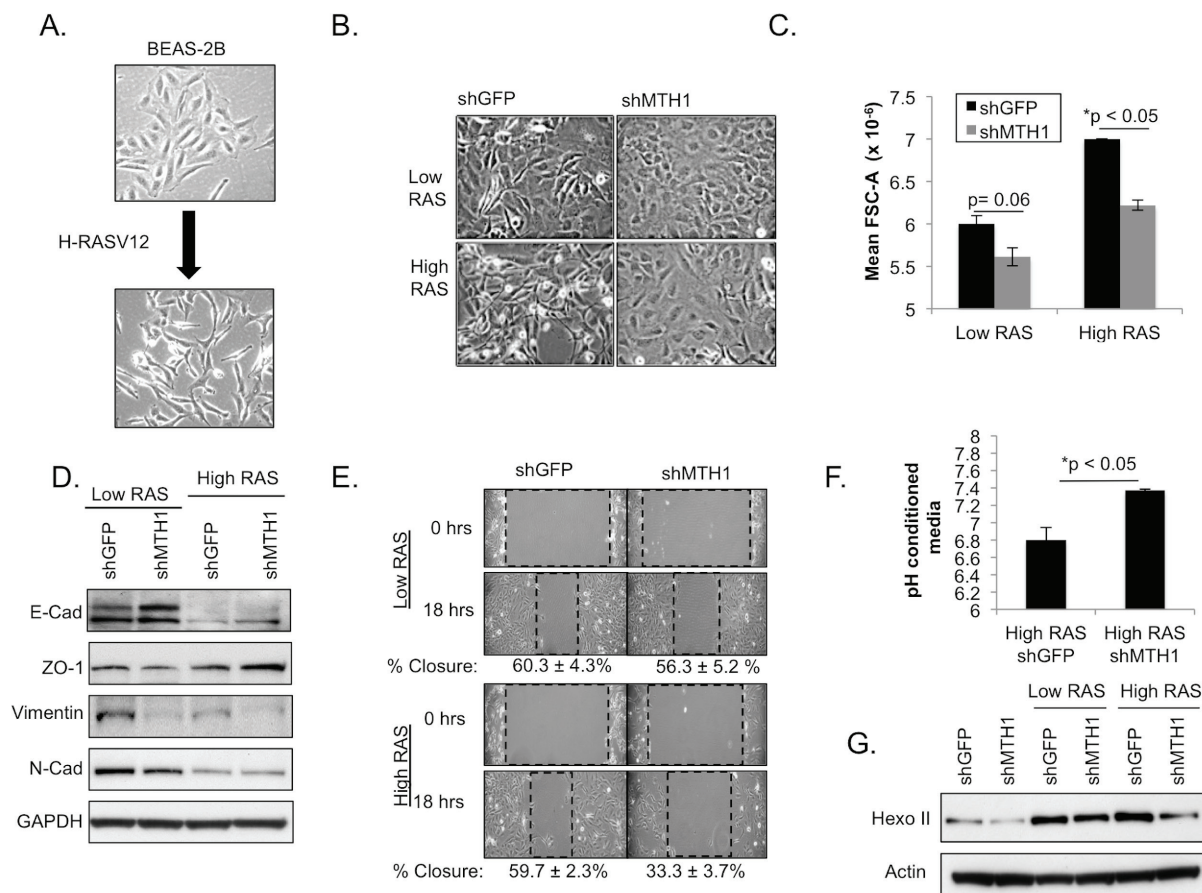 A.
BEAS-2B
H-RASV12
B.
shGFP shMTH1
Low RAS
High RAS
C.
7.5
7
6.5
6
5.5
5
Mean FSC-A (x 10⁻⁶)
shGFP
shMTH1
p= 0.06
*p < 0.05
Low RAS High RAS
D.
Low RAS High RAS
shGFP shMTH1 shGFP shMTH1
E-Cad
ZO-1
Vimentin
N-Cad
GAPDH
E.
shGFP shMTH1
Low RAS
0 hrs
18 hrs
% Closure: 60.3 ± 4.3% 56.3 ± 5.2 %
High RAS
0 hrs
18 hrs
% Closure: 59.7 ± 2.3% 33.3 ± 3.7%
F.
8
7.8
7.6
7.4
7.2
7
6.8
6.6
6.4
6.2
6
pH conditioned media
*p < 0.05
High RAS shGFP
High RAS shMTH1
G.
Low RAS High RAS
shGFP shMTH1 shGFP shMTH1 shGFP shMTH1
Hexo II
Actin